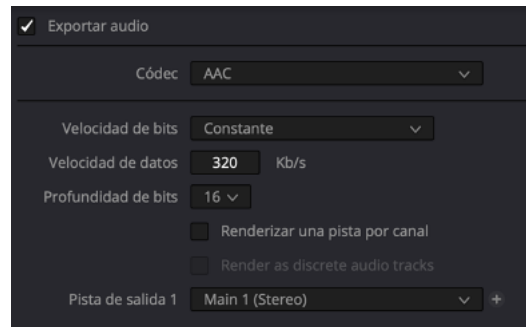 Exportar audio
Códec AAC
Velocidad de bits Constante
Velocidad de datos 320 Kb/s
Profundidad de bits 16
Renderizar una pista por canal
Render as discrete audio tracks
Pista de salida 1 Main 1 (Stereo) +